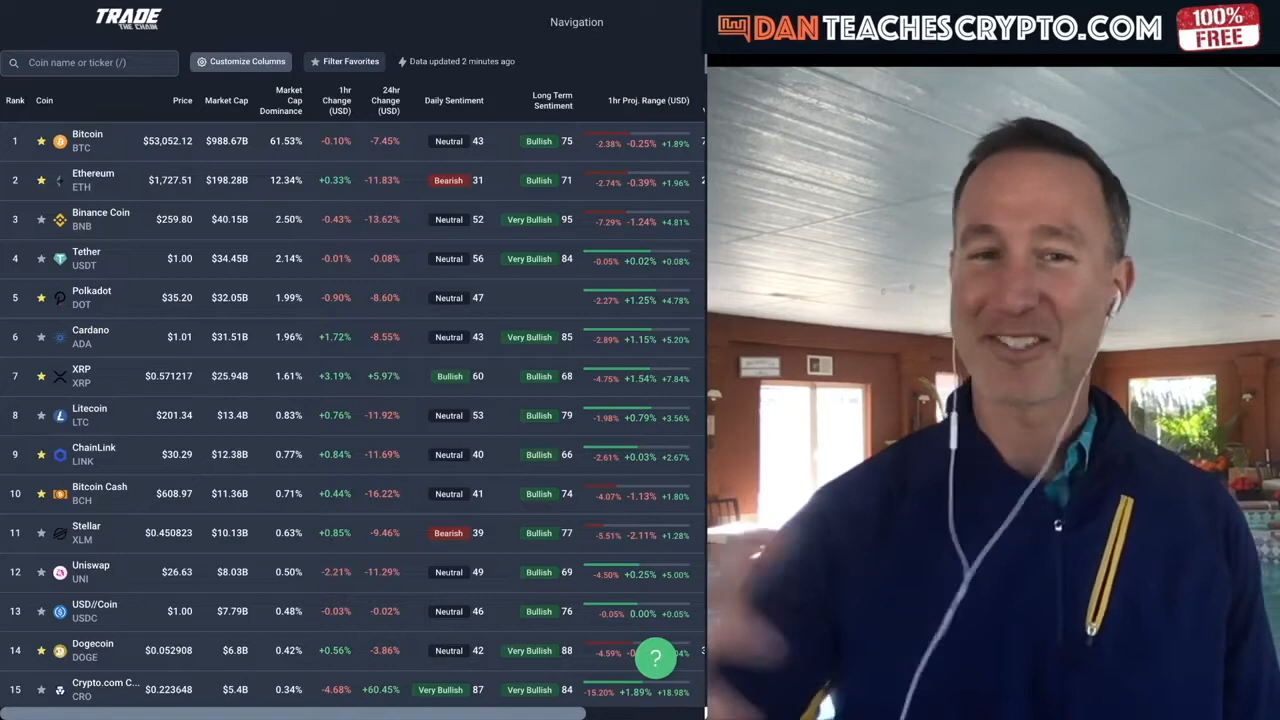 TRADE
THE CHAIN
Navigation
DANTEACHESCRYPTO.COM
100%
FREE
Coin name or ticker (/)
Customize Columns
Filter Favorites
Data updated 2 minutes ago
Rank Coin Price Market Cap Market Cap Dominance 1hr Change (USD) 24hr Change (USD) Daily Sentiment Long Term Sentiment 1hr Proj. Range (USD)
1 Bitcoin BTC $53,052.12 $988.67B 61.53% -0.10% -7.45% Neutral 43 Bullish 75 -2.38% -0.25% +1.89%
2 Ethereum ETH $1,727.51 $198.28B 12.34% +0.33% -11.83% Bearish 31 Bullish 71 -2.74% -0.39% +1.96%
3 Binance Coin BNB $259.80 $40.15B 2.50% -0.43% -13.62% Neutral 52 Very Bullish 95 -7.29% -1.24% +4.81%
4 Tether USDT $1.00 $34.45B 2.14% -0.01% -0.08% Neutral 56 Very Bullish 84 -0.05% +0.02% +0.08%
5 Polkadot DOT $35.20 $32.05B 1.99% -0.90% -8.60% Neutral 47 -2.27% +1.25% +4.78%
6 Cardano ADA $1.01 $31.51B 1.96% +1.72% -8.55% Neutral 43 Very Bullish 85 -2.89% +1.15% +5.20%
7 XRP XRP $0.571217 $25.94B 1.61% +3.19% +5.97% Bullish 60 Bullish 68 -4.75% +1.54% +7.84%
8 Litecoin LTC $201.34 $13.4B 0.83% +0.76% -11.92% Neutral 53 Bullish 79 -1.98% +0.79% +3.56%
9 ChainLink LINK $30.29 $12.38B 0.77% +0.84% -11.69% Neutral 40 Bullish 66 -2.61% +0.03% +2.67%
10 Bitcoin Cash BCH $608.97 $11.36B 0.71% +0.44% -16.22% Neutral 41 Bullish 74 -4.07% -1.13% +1.80%
11 Stellar XLM $0.450823 $10.13B 0.63% +0.85% -9.46% Bearish 39 Bullish 77 -5.51% -2.11% +1.28%
12 Uniswap UNI $26.63 $8.03B 0.50% -2.21% -11.29% Neutral 49 Bullish 69 -4.50% +0.25% +5.00%
13 USD//Coin USDC $1.00 $7.79B 0.48% -0.03% -0.02% Neutral 46 Bullish 76 -0.05% 0.00% +0.05%
14 Dogecoin DOGE $0.052908 $6.8B 0.42% +0.56% -3.86% Neutral 42 Very Bullish 88 -4.59%
?
15 Crypto.com C... CRO $0.223648 $5.4B 0.34% -4.68% +60.45% Very Bullish 87 Very Bullish 84 -15.20% +1.89% +18.98%